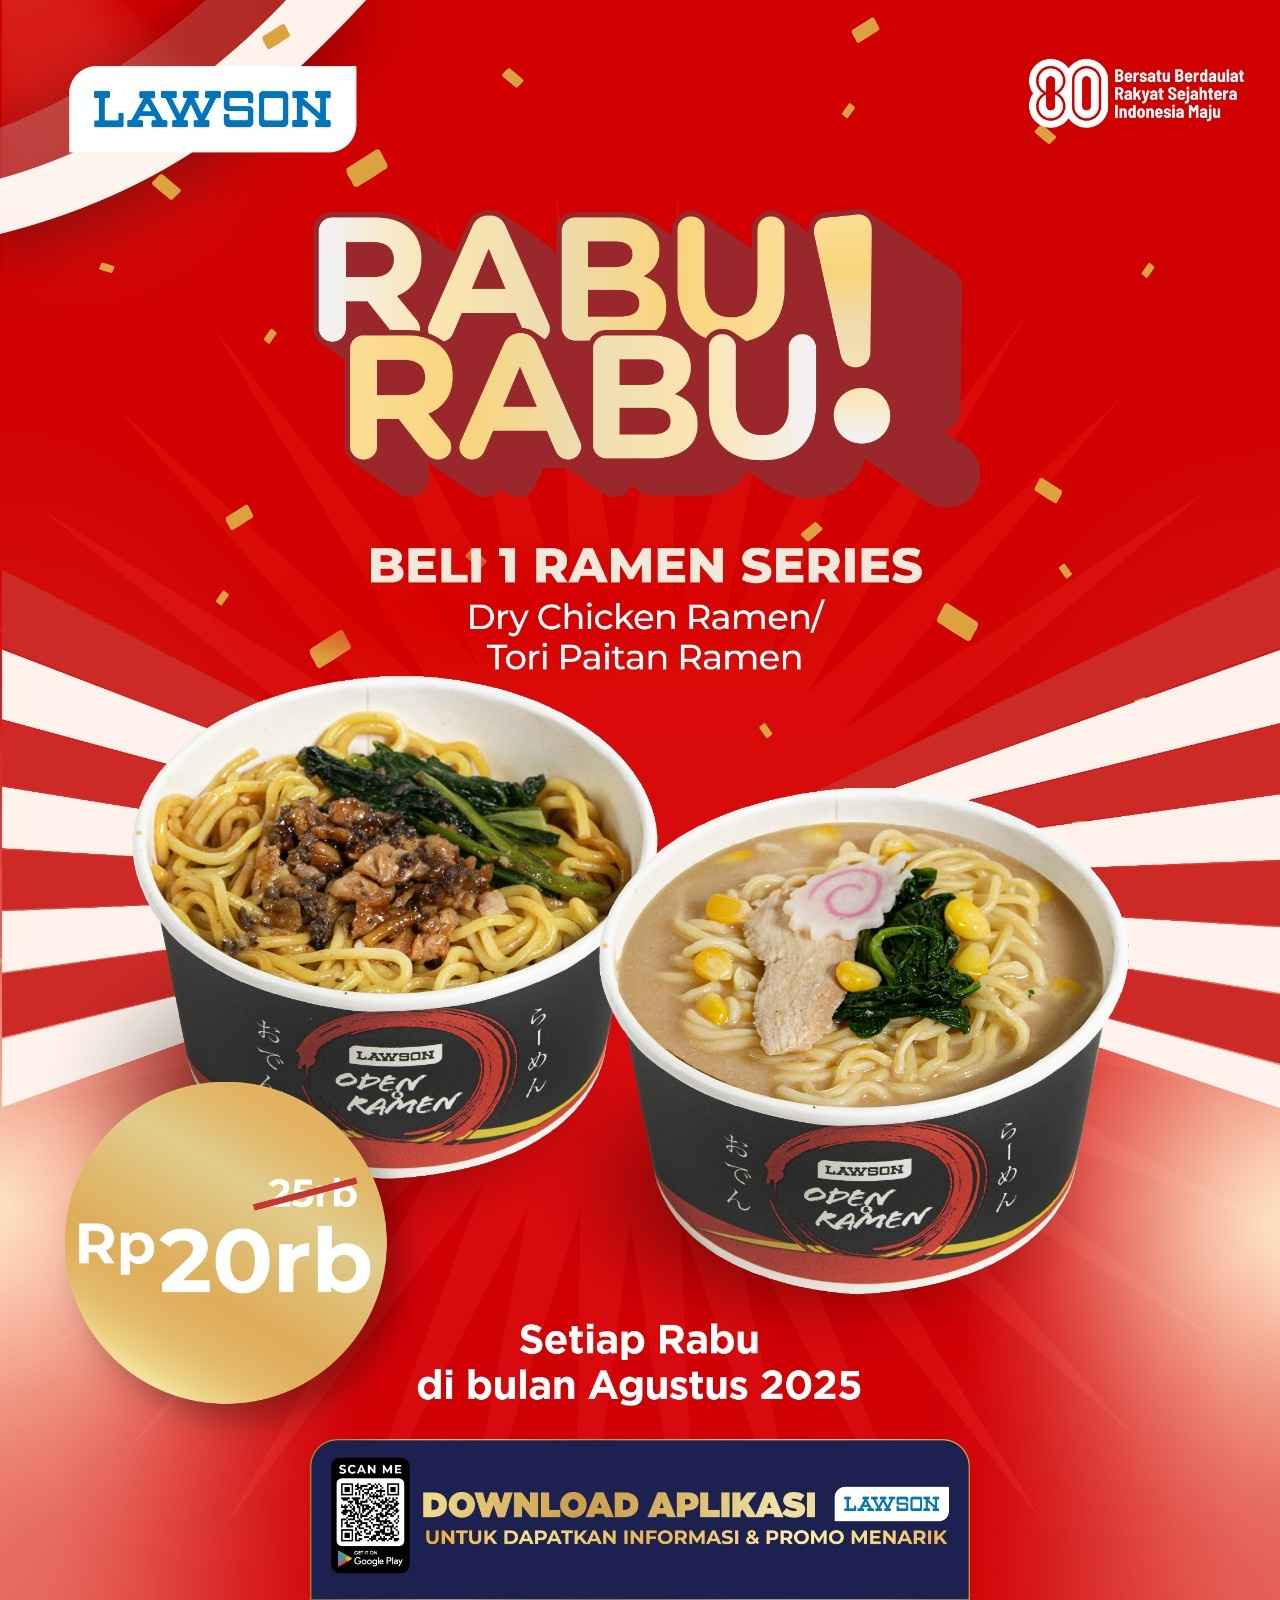 LAWSON
80 Bersatu Berdaulat
Rakyat Sejahtera
Indonesia Maju
RABU
RABU!
BELI 1 RAMEN SERIES
Dry Chicken Ramen/
Tori Paitan Ramen
おでん
LAWSON
ODEN &
RAMEN
らーめん
おでん
LAWSON
ODEN &
RAMEN
らーめん
25rb
Rp20rb
Setiap Rabu
di bulan Agustus 2025
SCAN ME
GET IT ON
Google Play
DOWNLOAD APLIKASI LAWSON
UNTUK DAPATKAN INFORMASI & PROMO MENARIK